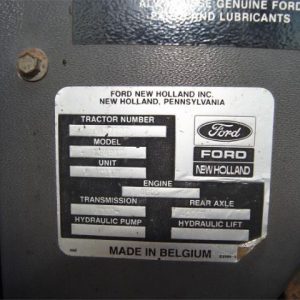 GENUINE FORD
AND LUBRICANTS
FORD NEW HOLLAND INC.
NEW HOLLAND, PENNSYLVANIA
TRACTOR NUMBER
MODEL
UNIT
Ford
FORD
NEW HOLLAND
ENGINE
TRANSMISSION
REAR AXLE
HYDRAULIC PUMP
HYDRAULIC LIFT
MADE IN BELGIUM